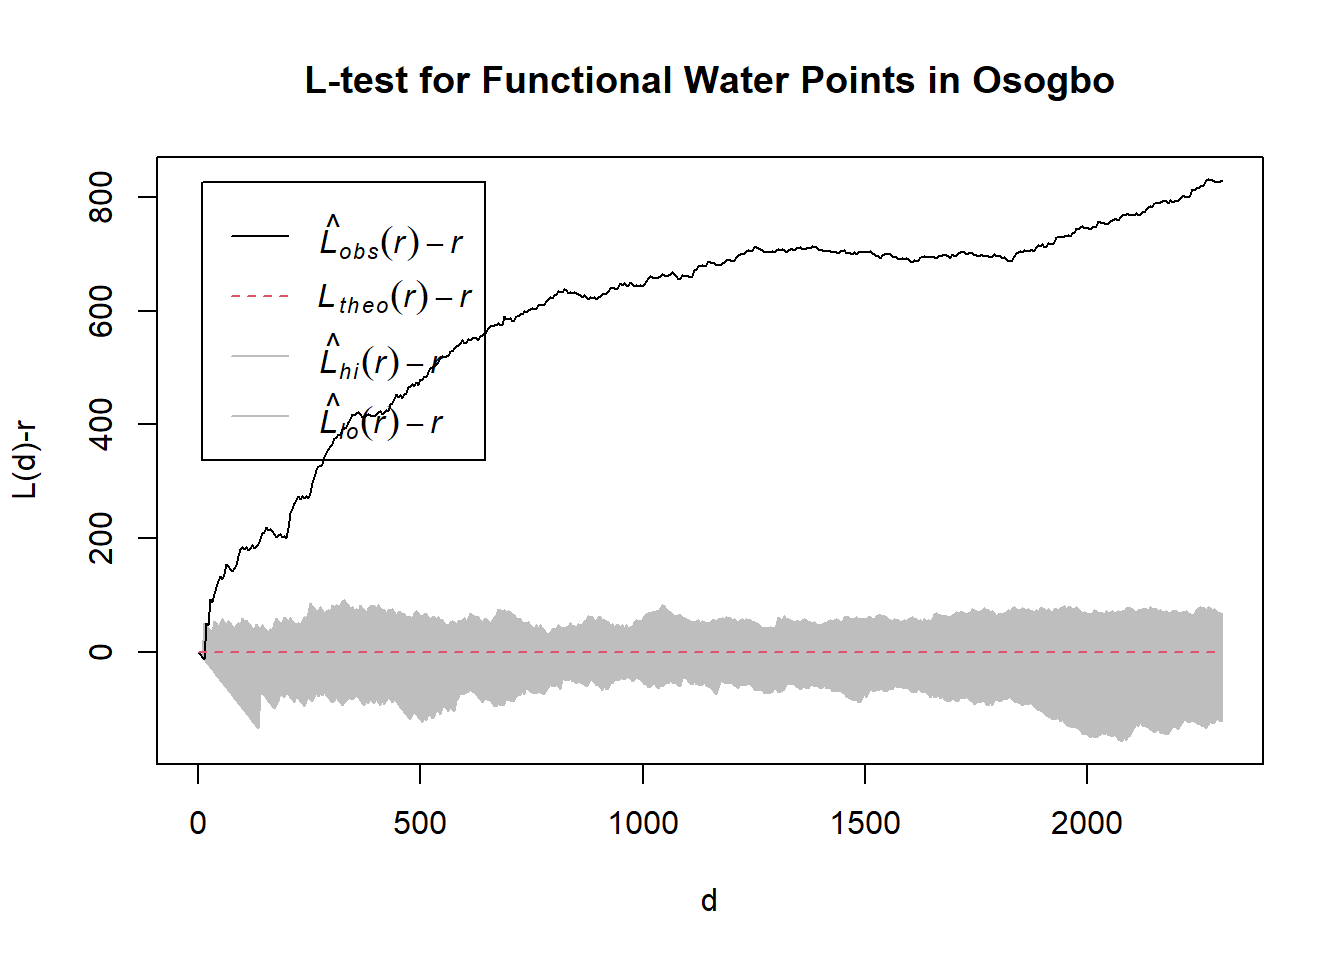 L-test for Functional Water Points in Osogbo
L̂obs(r) − r
Ltheo(r) − r
L̂hi(r) − r
L̂lo(r) − r
L(d)-r
800
600
400
200
0
0 500 1000 1500 2000
d